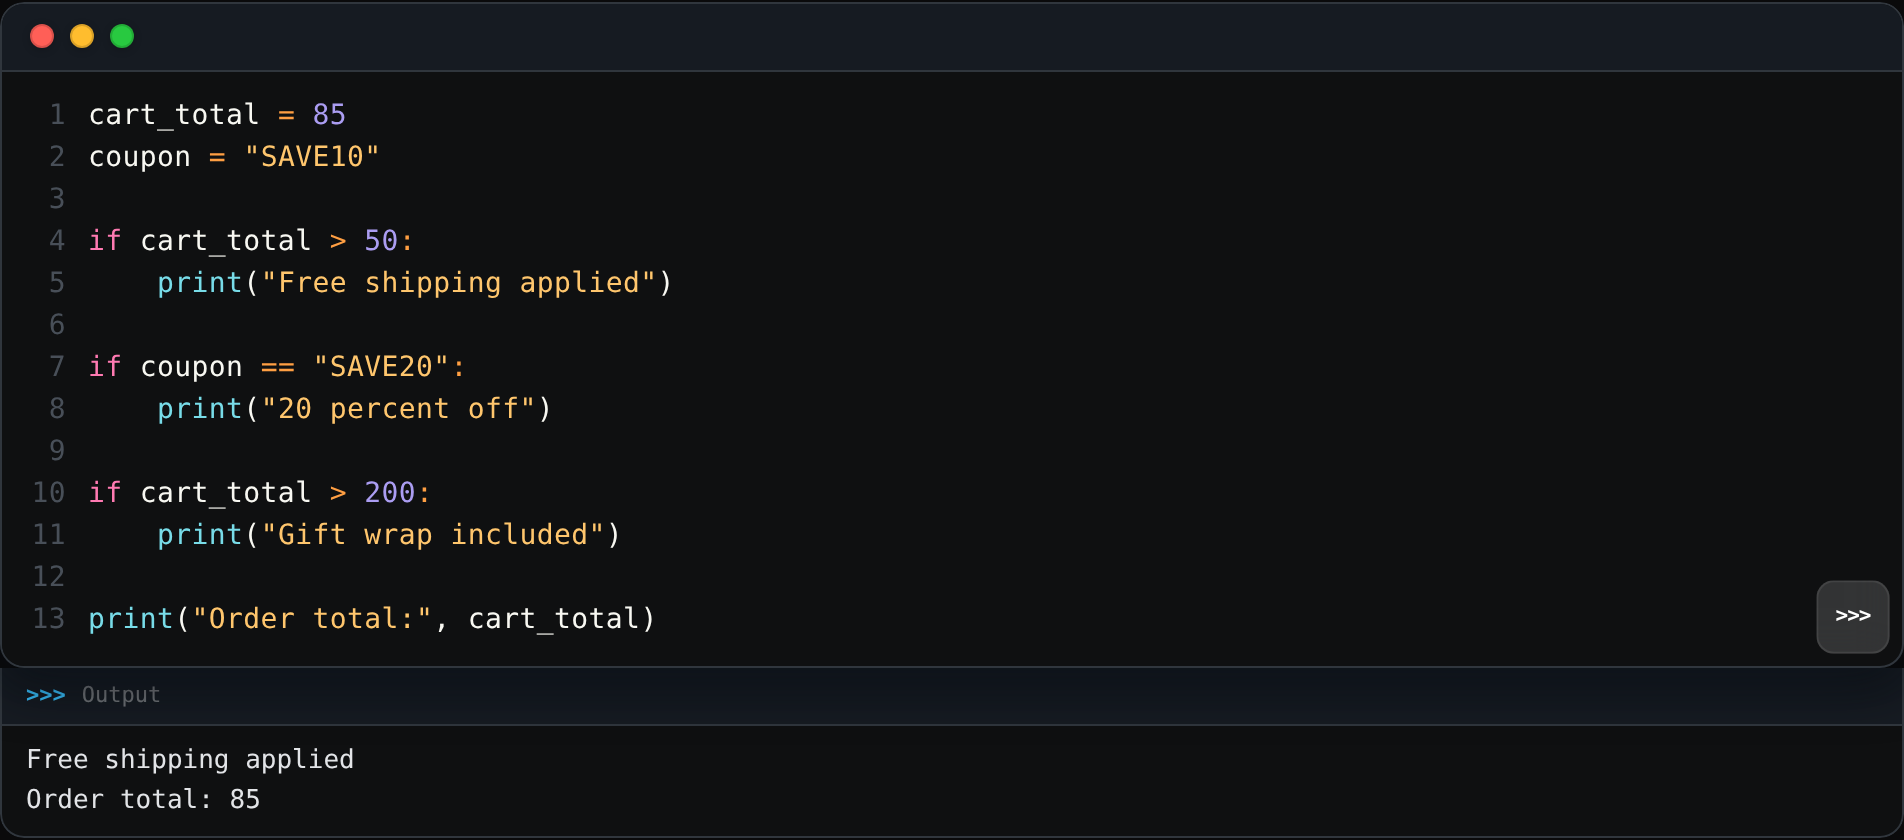 1 cart_total = 85
2 coupon = "SAVE10"
3
4 if cart_total > 50:
5     print("Free shipping applied")
6
7 if coupon == "SAVE20":
8     print("20 percent off")
9
10 if cart_total > 200:
11     print("Gift wrap included")
12
13 print("Order total:", cart_total)
>>>
>>> Output
Free shipping applied
Order total: 85